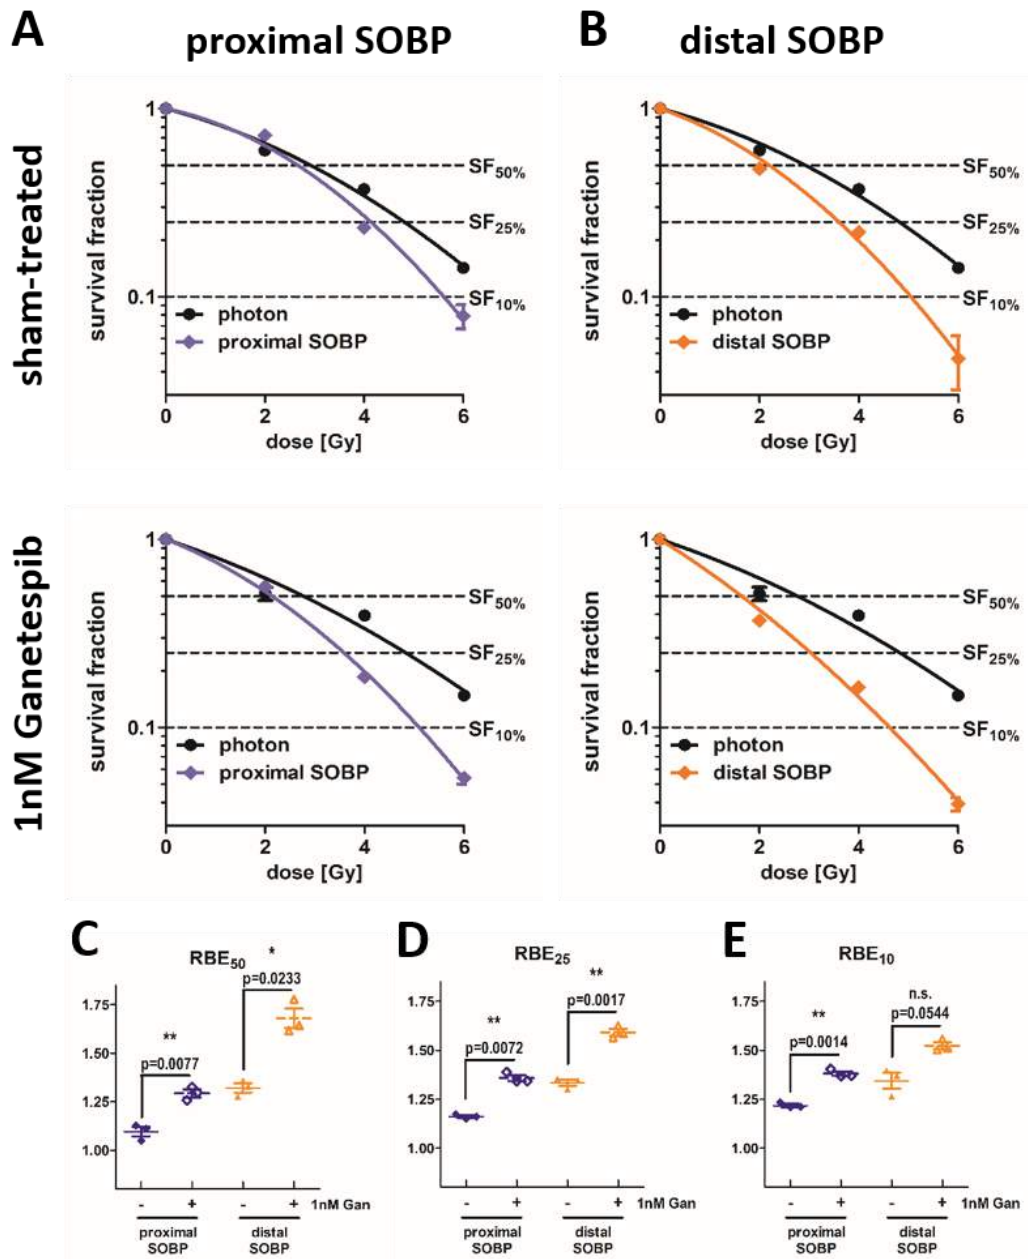 A
proximal SOBP
B
distal SOBP
sham-treated
survival fraction
1
0.1
SF50%
SF25%
SF10%
photon
proximal SOBP
0 2 4 6
dose [Gy]
survival fraction
1
0.1
SF50%
SF25%
SF10%
photon
distal SOBP
0 2 4 6
dose [Gy]
1nM Ganetespib
survival fraction
1
0.1
SF50%
SF25%
SF10%
photon
proximal SOBP
0 2 4 6
dose [Gy]
survival fraction
1
0.1
SF50%
SF25%
SF10%
photon
distal SOBP
0 2 4 6
dose [Gy]
C
RBE50
*
p=0.0233
**
p=0.0077
1.75
1.50
1.25
1.00
- + - + 1nM Gan
proximal
SOBP
distal
SOBP
D
RBE25
**
p=0.0017
**
p=0.0072
1.75
1.50
1.25
1.00
- + - + 1nM Gan
proximal
SOBP
distal
SOBP
E
RBE10
n.s.
p=0.0544
**
p=0.0014
1.75
1.50
1.25
1.00
- + - + 1nM Gan
proximal
SOBP
distal
SOBP